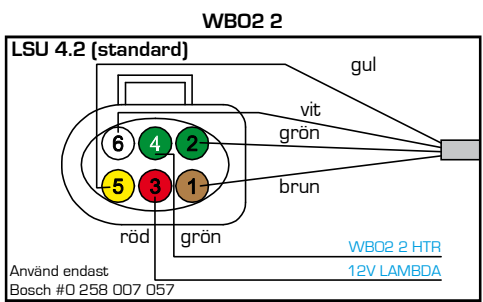 WBO2 2
LSU 4.2 (standard)
gul
vit
grön
6
4
2
5
3
1
brun
röd
grön
WBO2 2 HTR
12V LAMBDA
Använd endast
Bosch #0 258 007 057